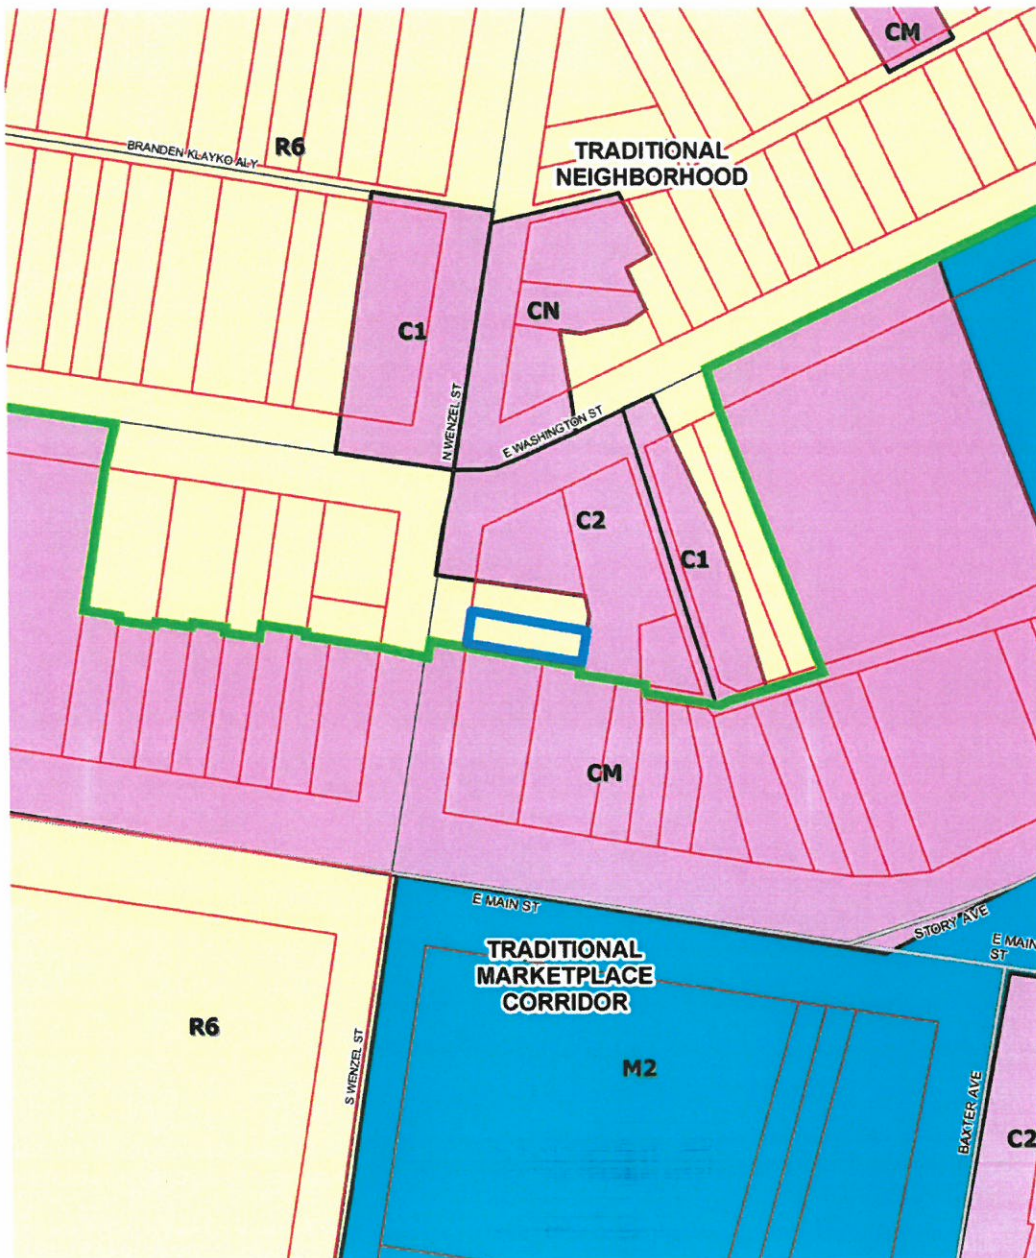 CM
R6
BRANDEN KLAYKO ALY
TRADITIONAL
NEIGHBORHOOD
CN
C1
N WENZEL ST
E WASHINGTON ST
C2
C1
CM
E MAIN ST
STORY AVE
E MAIN
ST
TRADITIONAL
MARKETPLACE
CORRIDOR
R6
S WENZEL ST
M2
BAXTER AVE
C2